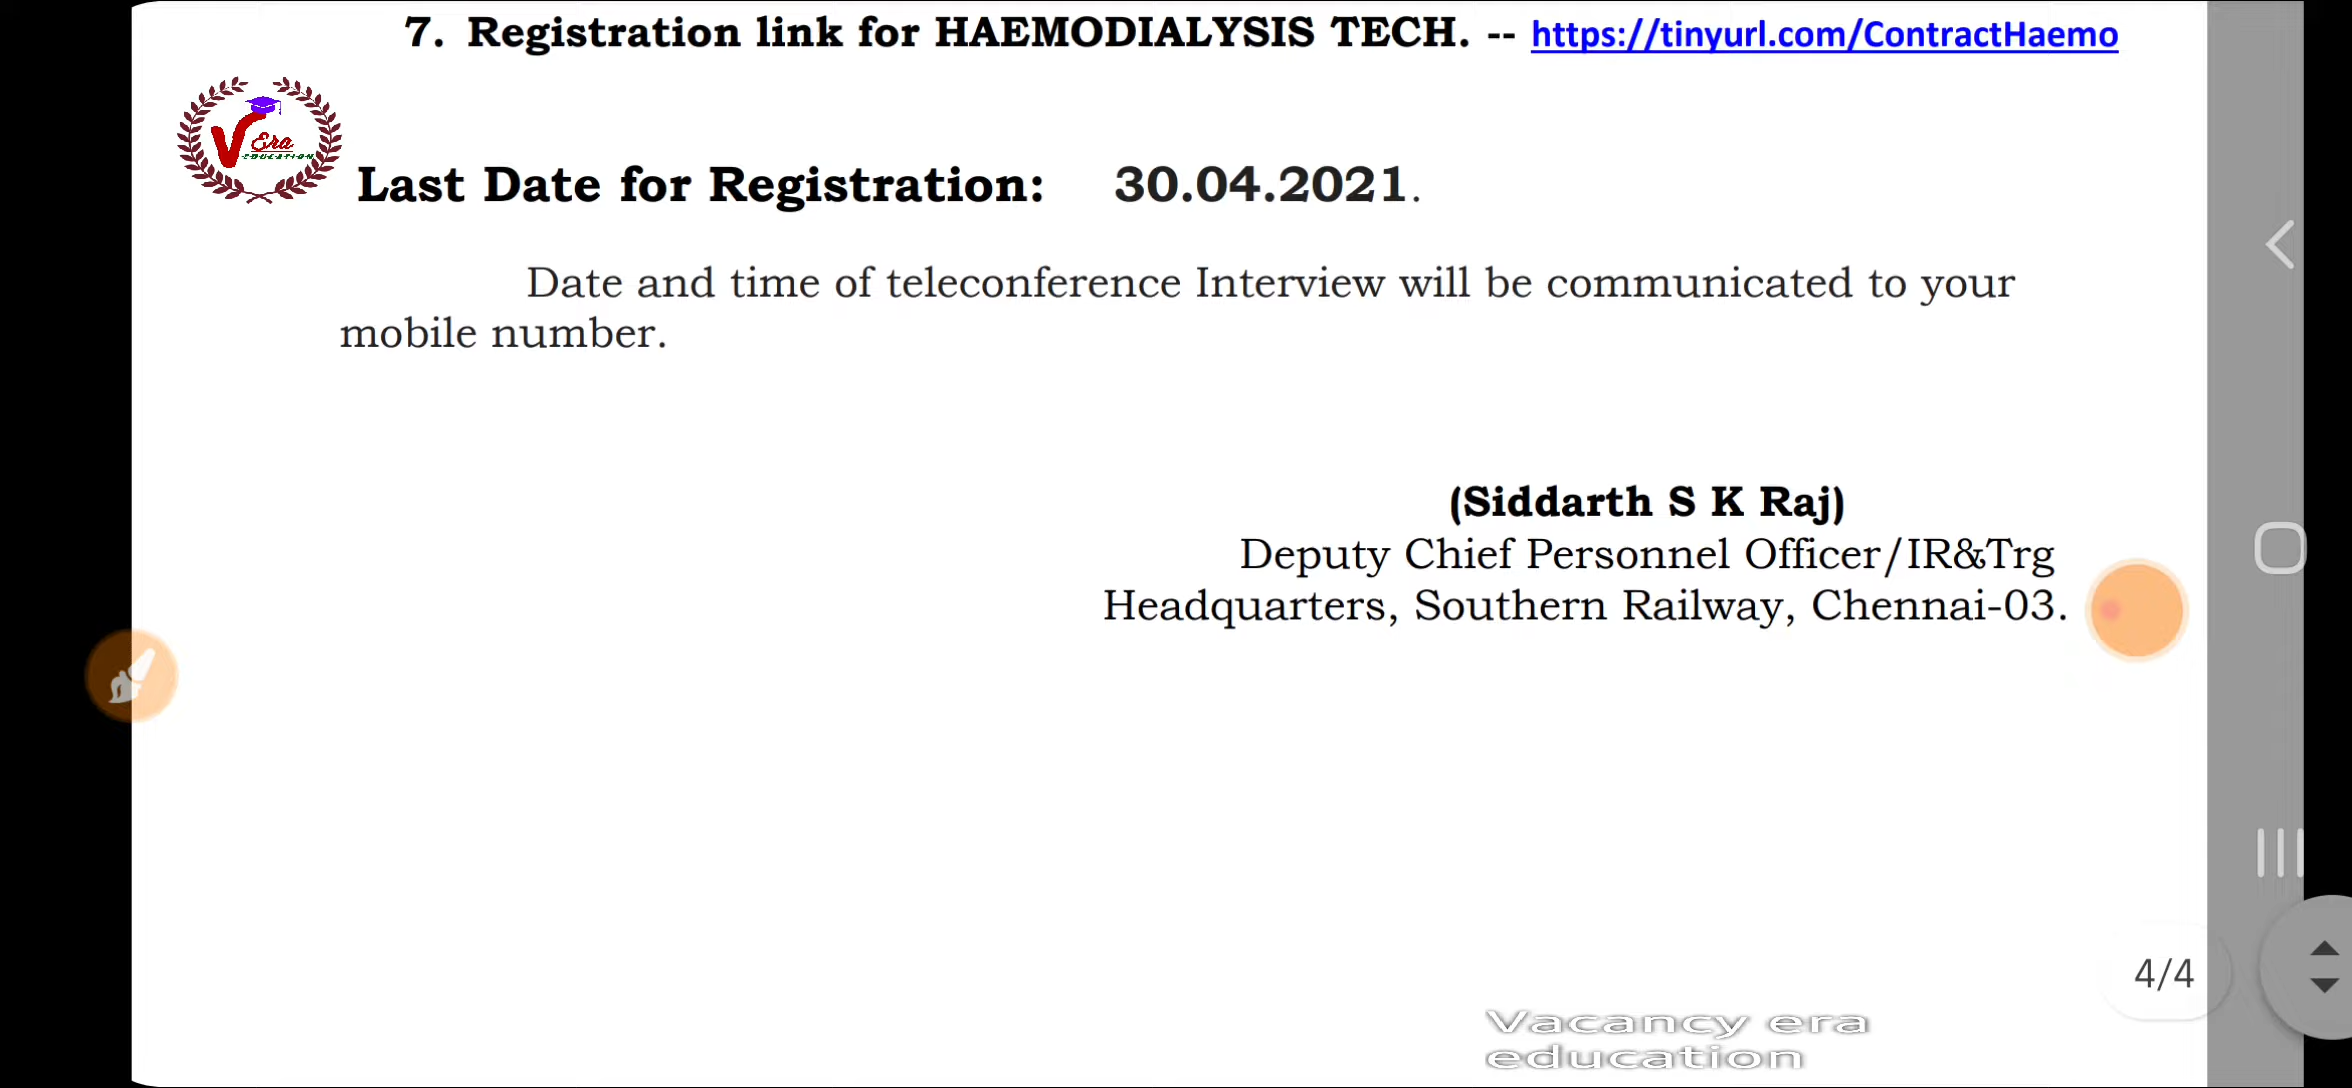 7. Registration link for HAEMODIALYSIS TECH. -- https://tinyurl.com/ContractHaemo
V Era
EDUCATION
Last Date for Registration: 30.04.2021.
Date and time of teleconference Interview will be communicated to your
mobile number.
(Siddarth S K Raj)
Deputy Chief Personnel Officer/IR&Trg
Headquarters, Southern Railway, Chennai-03.
4/4
Vacancy era
education